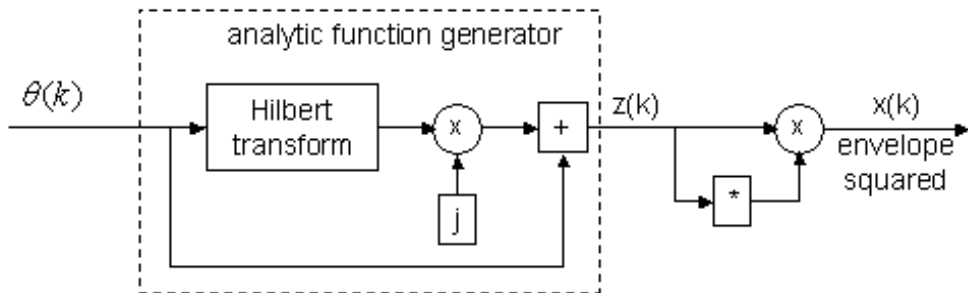 analytic function generator
θ(k)
Hilbert
transform
x
+
z(k)
x
x(k)
envelope
squared
*
j